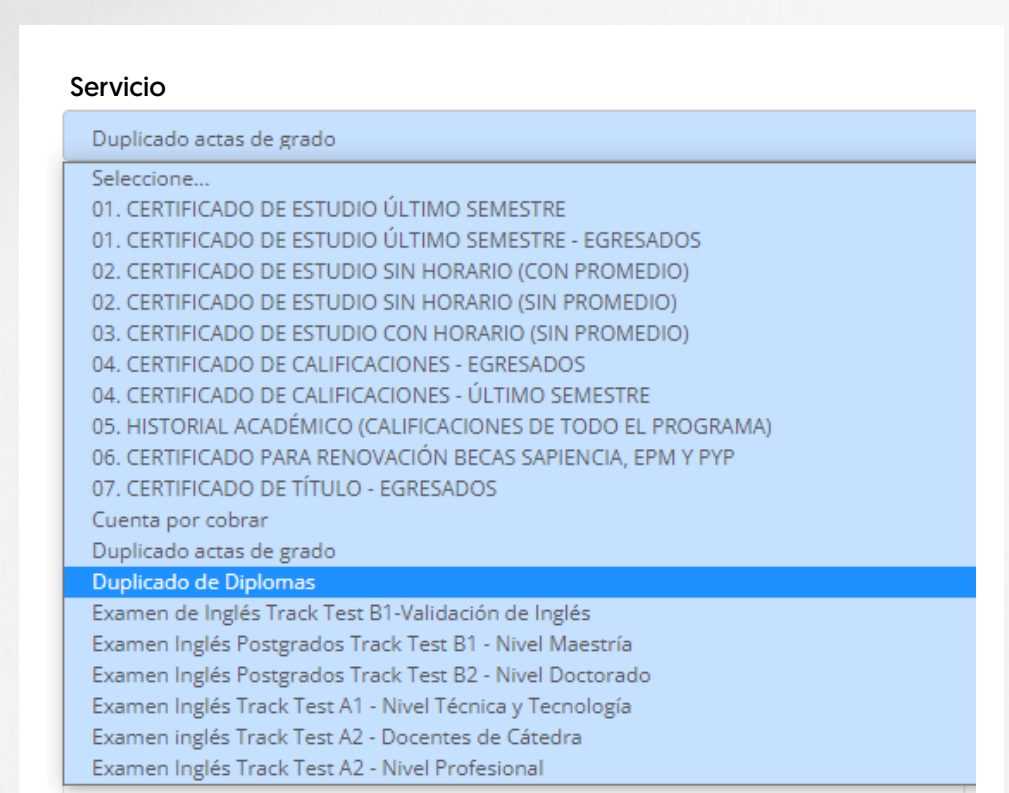 Servicio
Duplicado actas de grado
Seleccione...
01. CERTIFICADO DE ESTUDIO ÚLTIMO SEMESTRE
01. CERTIFICADO DE ESTUDIO ÚLTIMO SEMESTRE - EGRESADOS
02. CERTIFICADO DE ESTUDIO SIN HORARIO (CON PROMEDIO)
02. CERTIFICADO DE ESTUDIO SIN HORARIO (SIN PROMEDIO)
03. CERTIFICADO DE ESTUDIO CON HORARIO (SIN PROMEDIO)
04. CERTIFICADO DE CALIFICACIONES - EGRESADOS
04. CERTIFICADO DE CALIFICACIONES - ÚLTIMO SEMESTRE
05. HISTORIAL ACADÉMICO (CALIFICACIONES DE TODO EL PROGRAMA)
06. CERTIFICADO PARA RENOVACIÓN BECAS SAPIENCIA, EPM Y PYP
07. CERTIFICADO DE TÍTULO - EGRESADOS
Cuenta por cobrar
Duplicado actas de grado
Duplicado de Diplomas
Examen de Inglés Track Test B1-Validación de Inglés
Examen Inglés Postgrados Track Test B1 - Nivel Maestría
Examen Inglés Postgrados Track Test B2 - Nivel Doctorado
Examen Inglés Track Test A1 - Nivel Técnica y Tecnología
Examen inglés Track Test A2 - Docentes de Cátedra
Examen Inglés Track Test A2 - Nivel Profesional